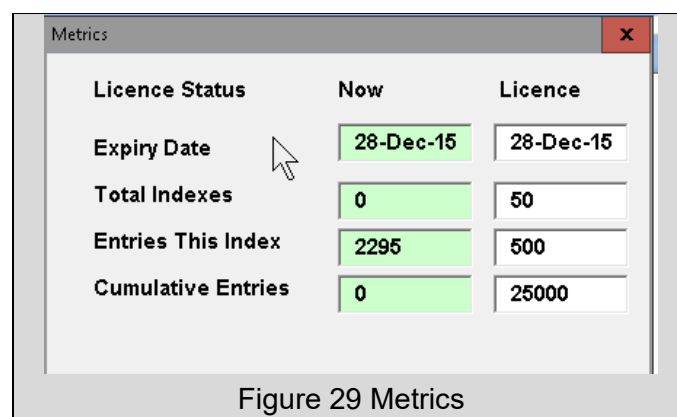 Metrics x
Licence Status Now Licence
Expiry Date 28-Dec-15 28-Dec-15
Total Indexes 0 50
Entries This Index 2295 500
Cumulative Entries 0 25000
Figure 29 Metrics